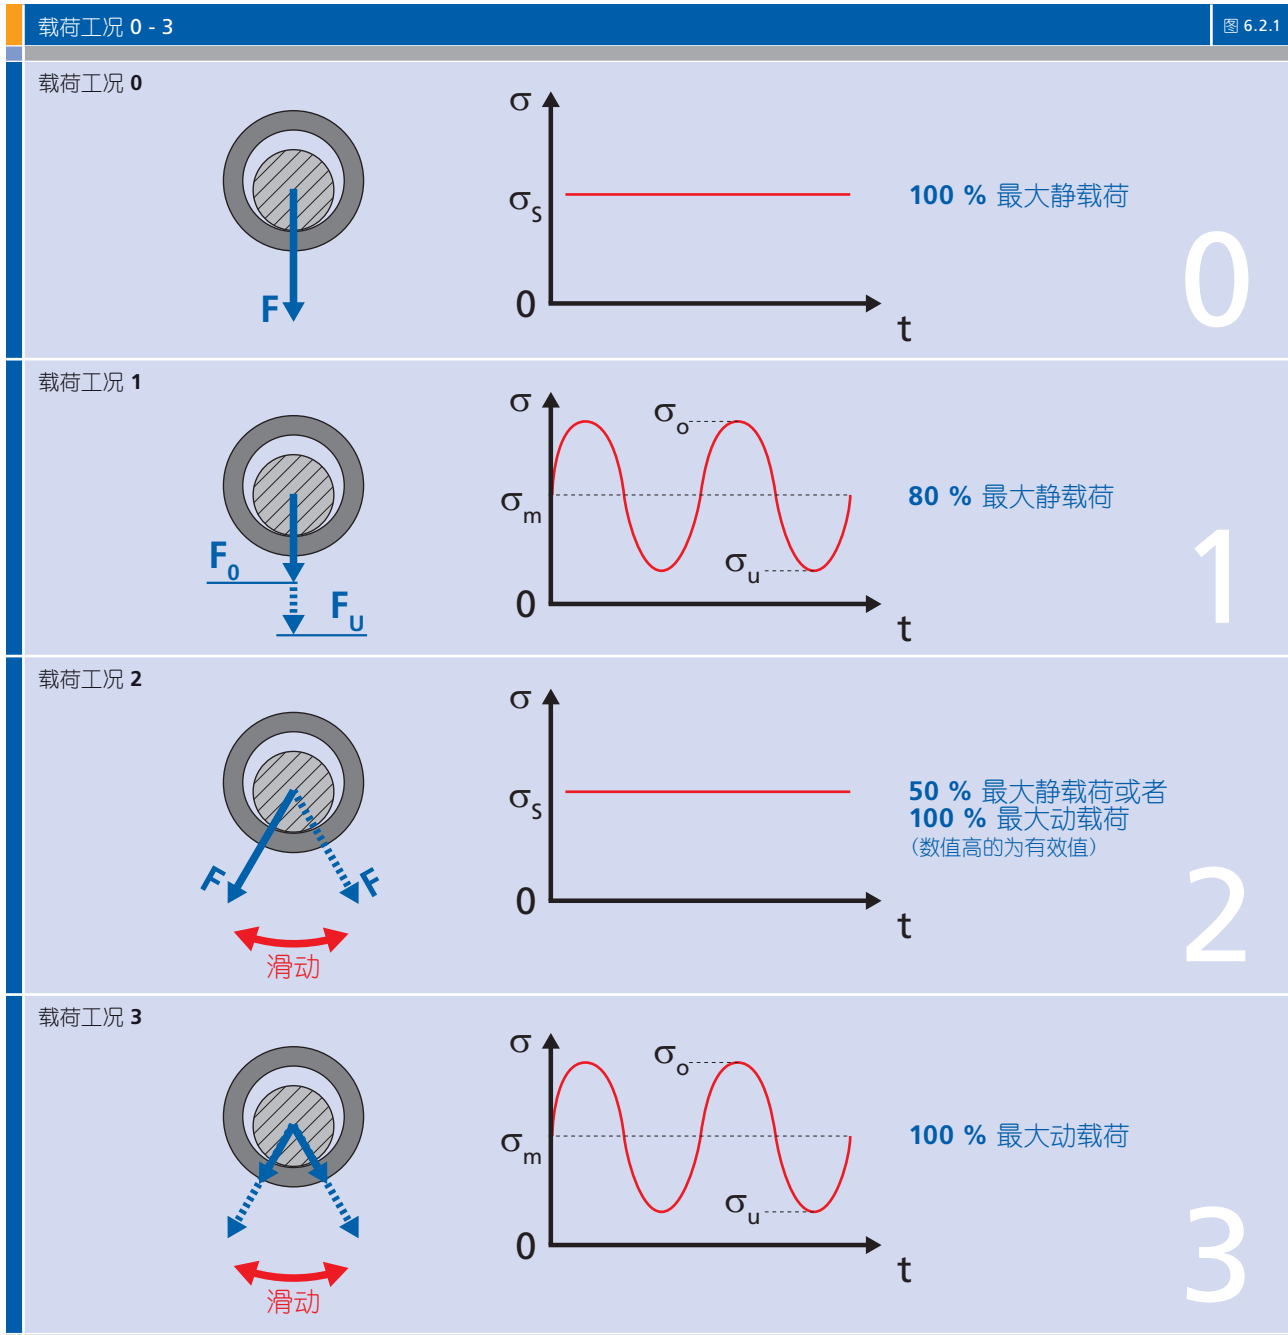 载荷工况 0 - 3
图 6.2.1
载荷工况 0
F
σ
σs
0
t
100 % 最大静载荷
0
载荷工况 1
F0
FU
σ
σo
σm
σu
0
t
80 % 最大静载荷
1
载荷工况 2
F
F
滑动
σ
σs
0
t
50 % 最大静载荷或者
100 % 最大动载荷
(数值高的为有效值)
2
载荷工况 3
滑动
σ
σo
σm
σu
0
t
100 % 最大动载荷
3